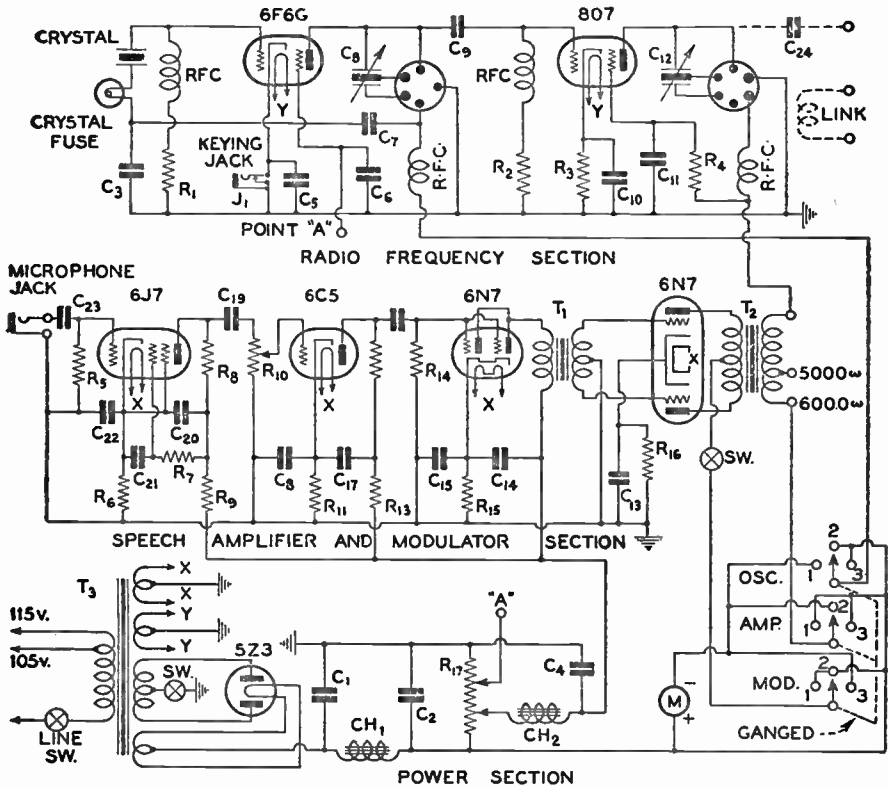 CRYSTAL
CRYSTAL FUSE
RFC
C3
R1
6F6G
Y
KEYING JACK
J1
C5
C6
POINT "A"
C8
C7
C9
R.F.C.
RFC
R2
807
Y
R3
C10
C11
C12
R4
R.F.C.
C24
LINK
RADIO FREQUENCY SECTION
MICROPHONE JACK
C23
R5
C22
6J7
X
C21
R6
C20
R7
R8
R9
C19
R10
6C5
X
C8
R11
C17
R13
R14
6N7
X
C15
C14
R15
T1
6N7
X
C13
R16
T2
5000ω
6000ω
SW.
SPEECH AMPLIFIER AND MODULATOR SECTION
T3
115v.
105v.
LINE SW.
X
X
Y
Y
SW.
5Z3
C1
CH1
C2
"A"
R17
C4
CH2
M
-
+
OSC.
1
2
3
AMP.
1
2
3
MOD.
1
2
3
GANGED
POWER SECTION